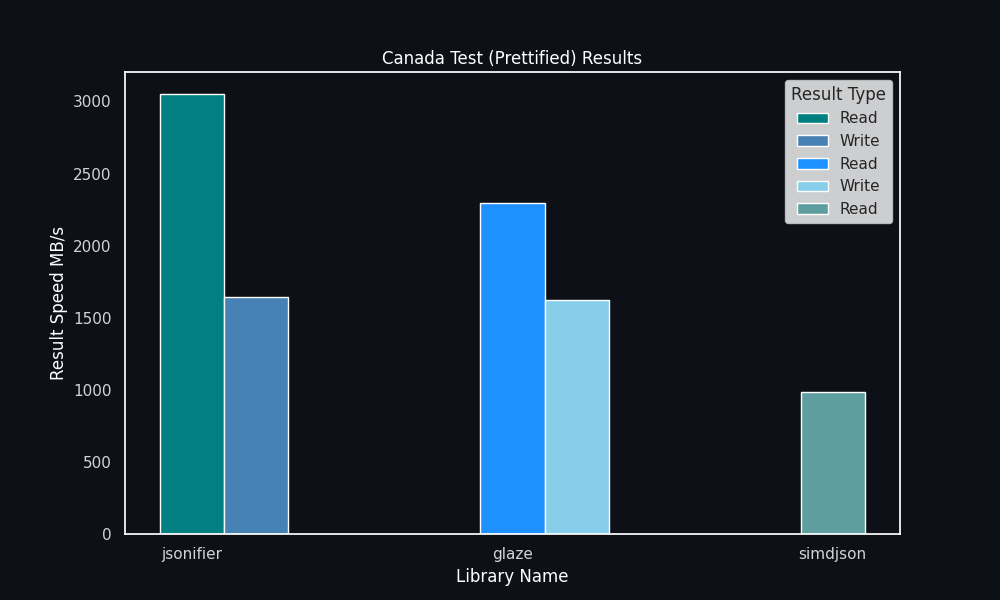 Canada Test (Prettified) Results
Result Type
Read
Write
Read
Write
Read
3000
2500
2000
1500
1000
500
0
Result Speed MB/s
jsonifier
glaze
simdjson
Library Name